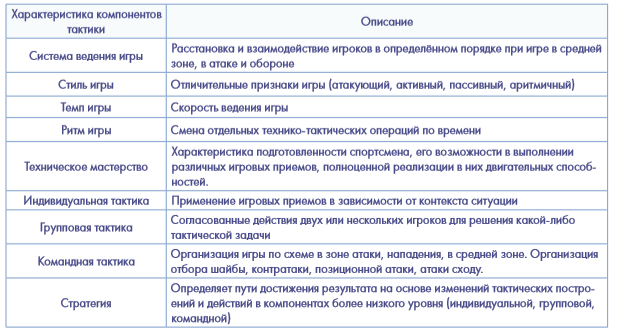 Характеристика компонентов
тактики
Описание
Система ведения игры
Расстановка и взаимодействие игроков в определённом порядке при игре в средней
зоне, в атаке и обороне
Стиль игры
Отличительные признаки игры (атакующий, активный, пассивный, аритмичный)
Темп игры
Скорость ведения игры
Ритм игры
Смена отдельных технико-тактических операций по времени
Техническое мастерство
Характеристика подготовленности спортсмена, его возможности в выполнении
различных игровых приемов, полноценной реализации в них двигательных способ-
ностей.
Индивидуальная тактика
Применение игровых приемов в зависимости от контекста ситуации
Групповая тактика
Согласованные действия двух или нескольких игроков для решения какой-либо
тактической задачи
Командная тактика
Организация игры по схеме в зоне атаки, нападения, в средней зоне. Организация
отбора шайбы, контратаки, позиционной атаки, атаки сходу.
Стратегия
Определяет пути достижения результата на основе изменений тактических постро-
ений и действий в компонентах более низкого уровня (индивидуальной, групповой,
командной)